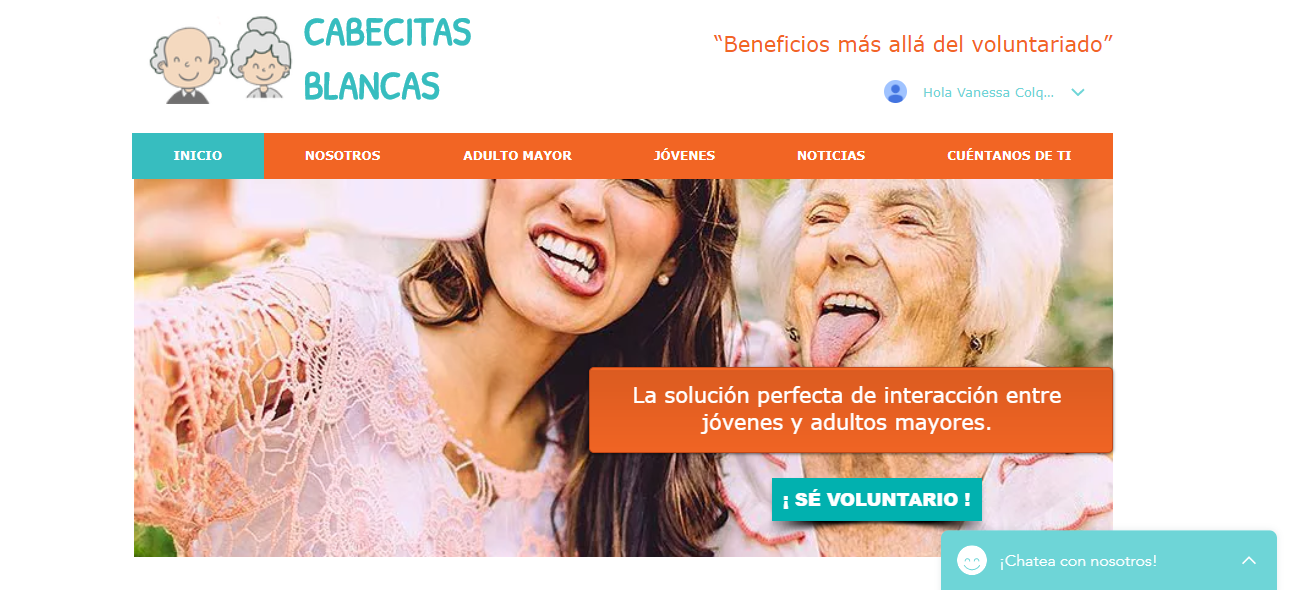 CABECITAS
BLANCAS
“Beneficios más allá del voluntariado”
Hola Vanessa Colq...
INICIO
NOSOTROS
ADULTO MAYOR
JÓVENES
NOTICIAS
CUÉNTANOS DE TI
La solución perfecta de interacción entre
jóvenes y adultos mayores.
¡ SÉ VOLUNTARIO !
¡Chatea con nosotros!